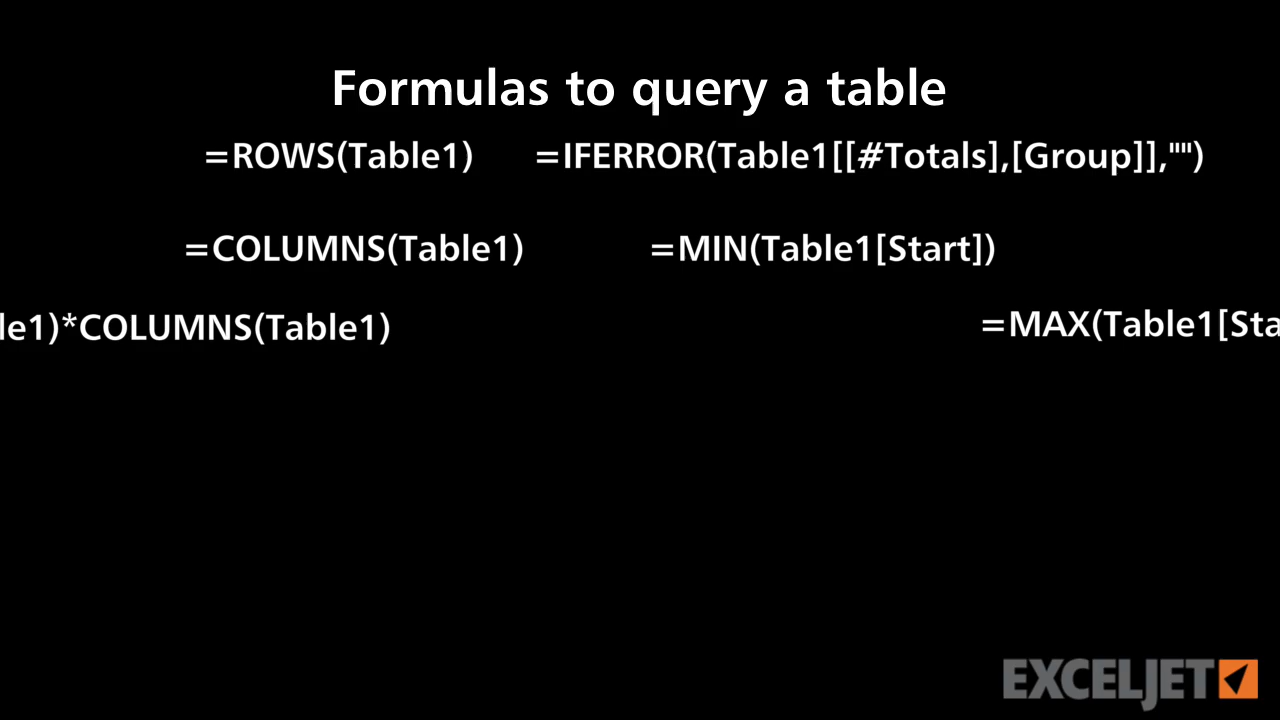 Formulas to query a table
=ROWS(Table1) =IFERROR(Table1[[#Totals],[Group]],"")
=COLUMNS(Table1) =MIN(Table1[Start])
le1)*COLUMNS(Table1) =MAX(Table1[Sta
EXCELJET